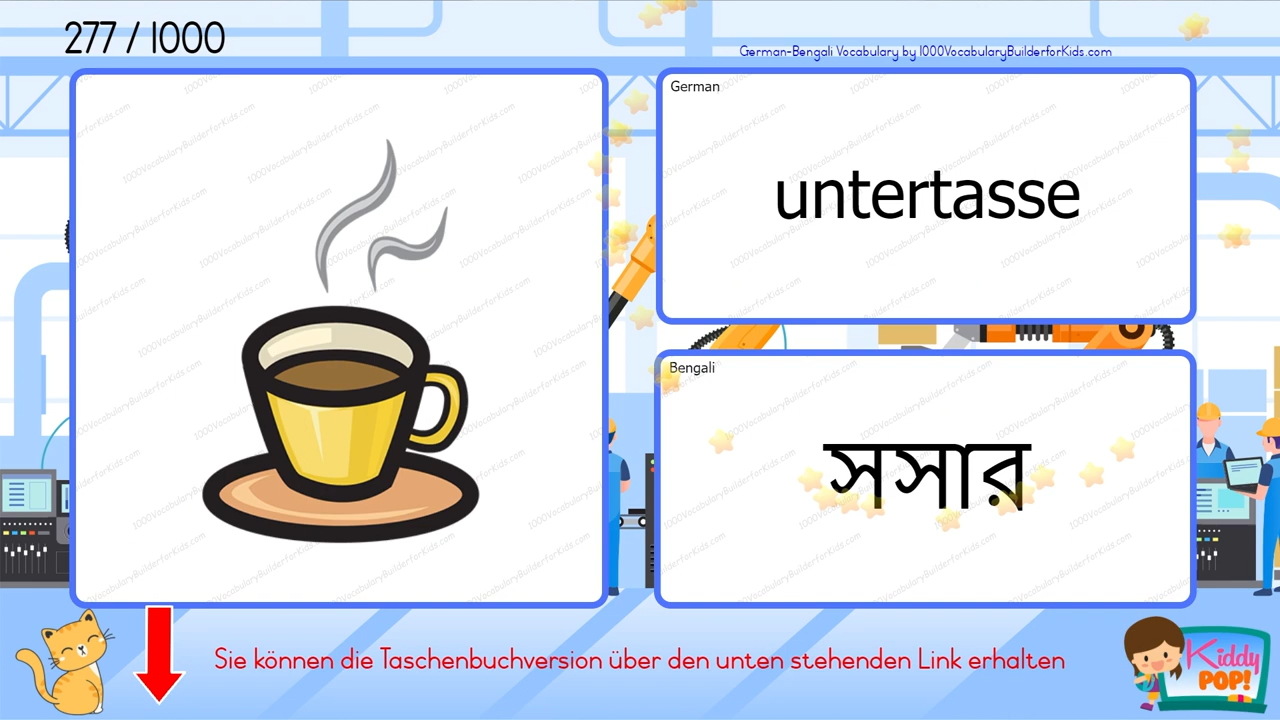 277 / 1000
German-Bengali Vocabulary by 1000VocabularyBuilderforKids.com
German
untertasse
Bengali
সসার
Sie können die Taschenbuchversion über den unten stehenden Link erhalten
Kiddy
POP!